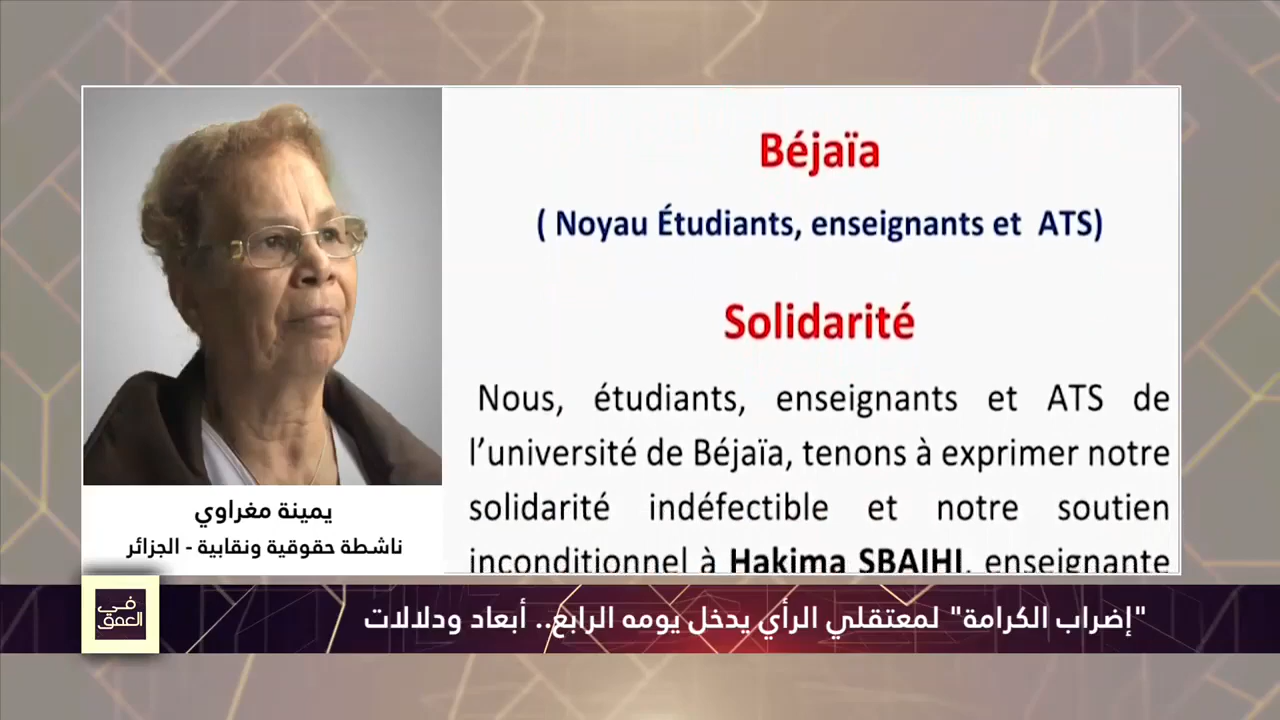 Béjaïa
( Noyau Étudiants, enseignants et ATS)
Solidarité
Nous, étudiants, enseignants et ATS de
l’université de Béjaïa, tenons à exprimer notre
solidarité indéfectible et notre soutien
inconditionnel à Hakima SBAIHI, enseignante
يمينة مغراوي
ناشطة حقوقية ونقابية - الجزائر
في
العمق
"إضراب الكرامة" لمعتقلي الرأي يدخل يومه الرابع.. أبعاد ودلالات